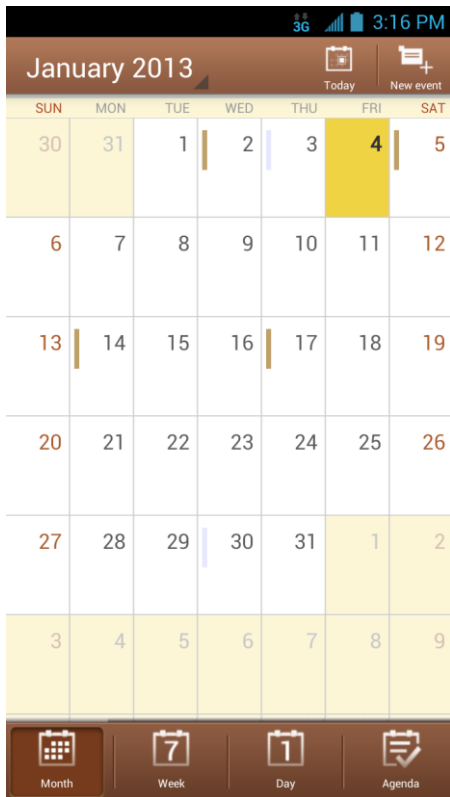 3G 3:16 PM
January 2013 Today New event
SUN MON TUE WED THU FRI SAT
30 31 1 2 3 4 5
6 7 8 9 10 11 12
13 14 15 16 17 18 19
20 21 22 23 24 25 26
27 28 29 30 31 1 2
3 4 5 6 7 8 9
7 1
Month Week Day Agenda